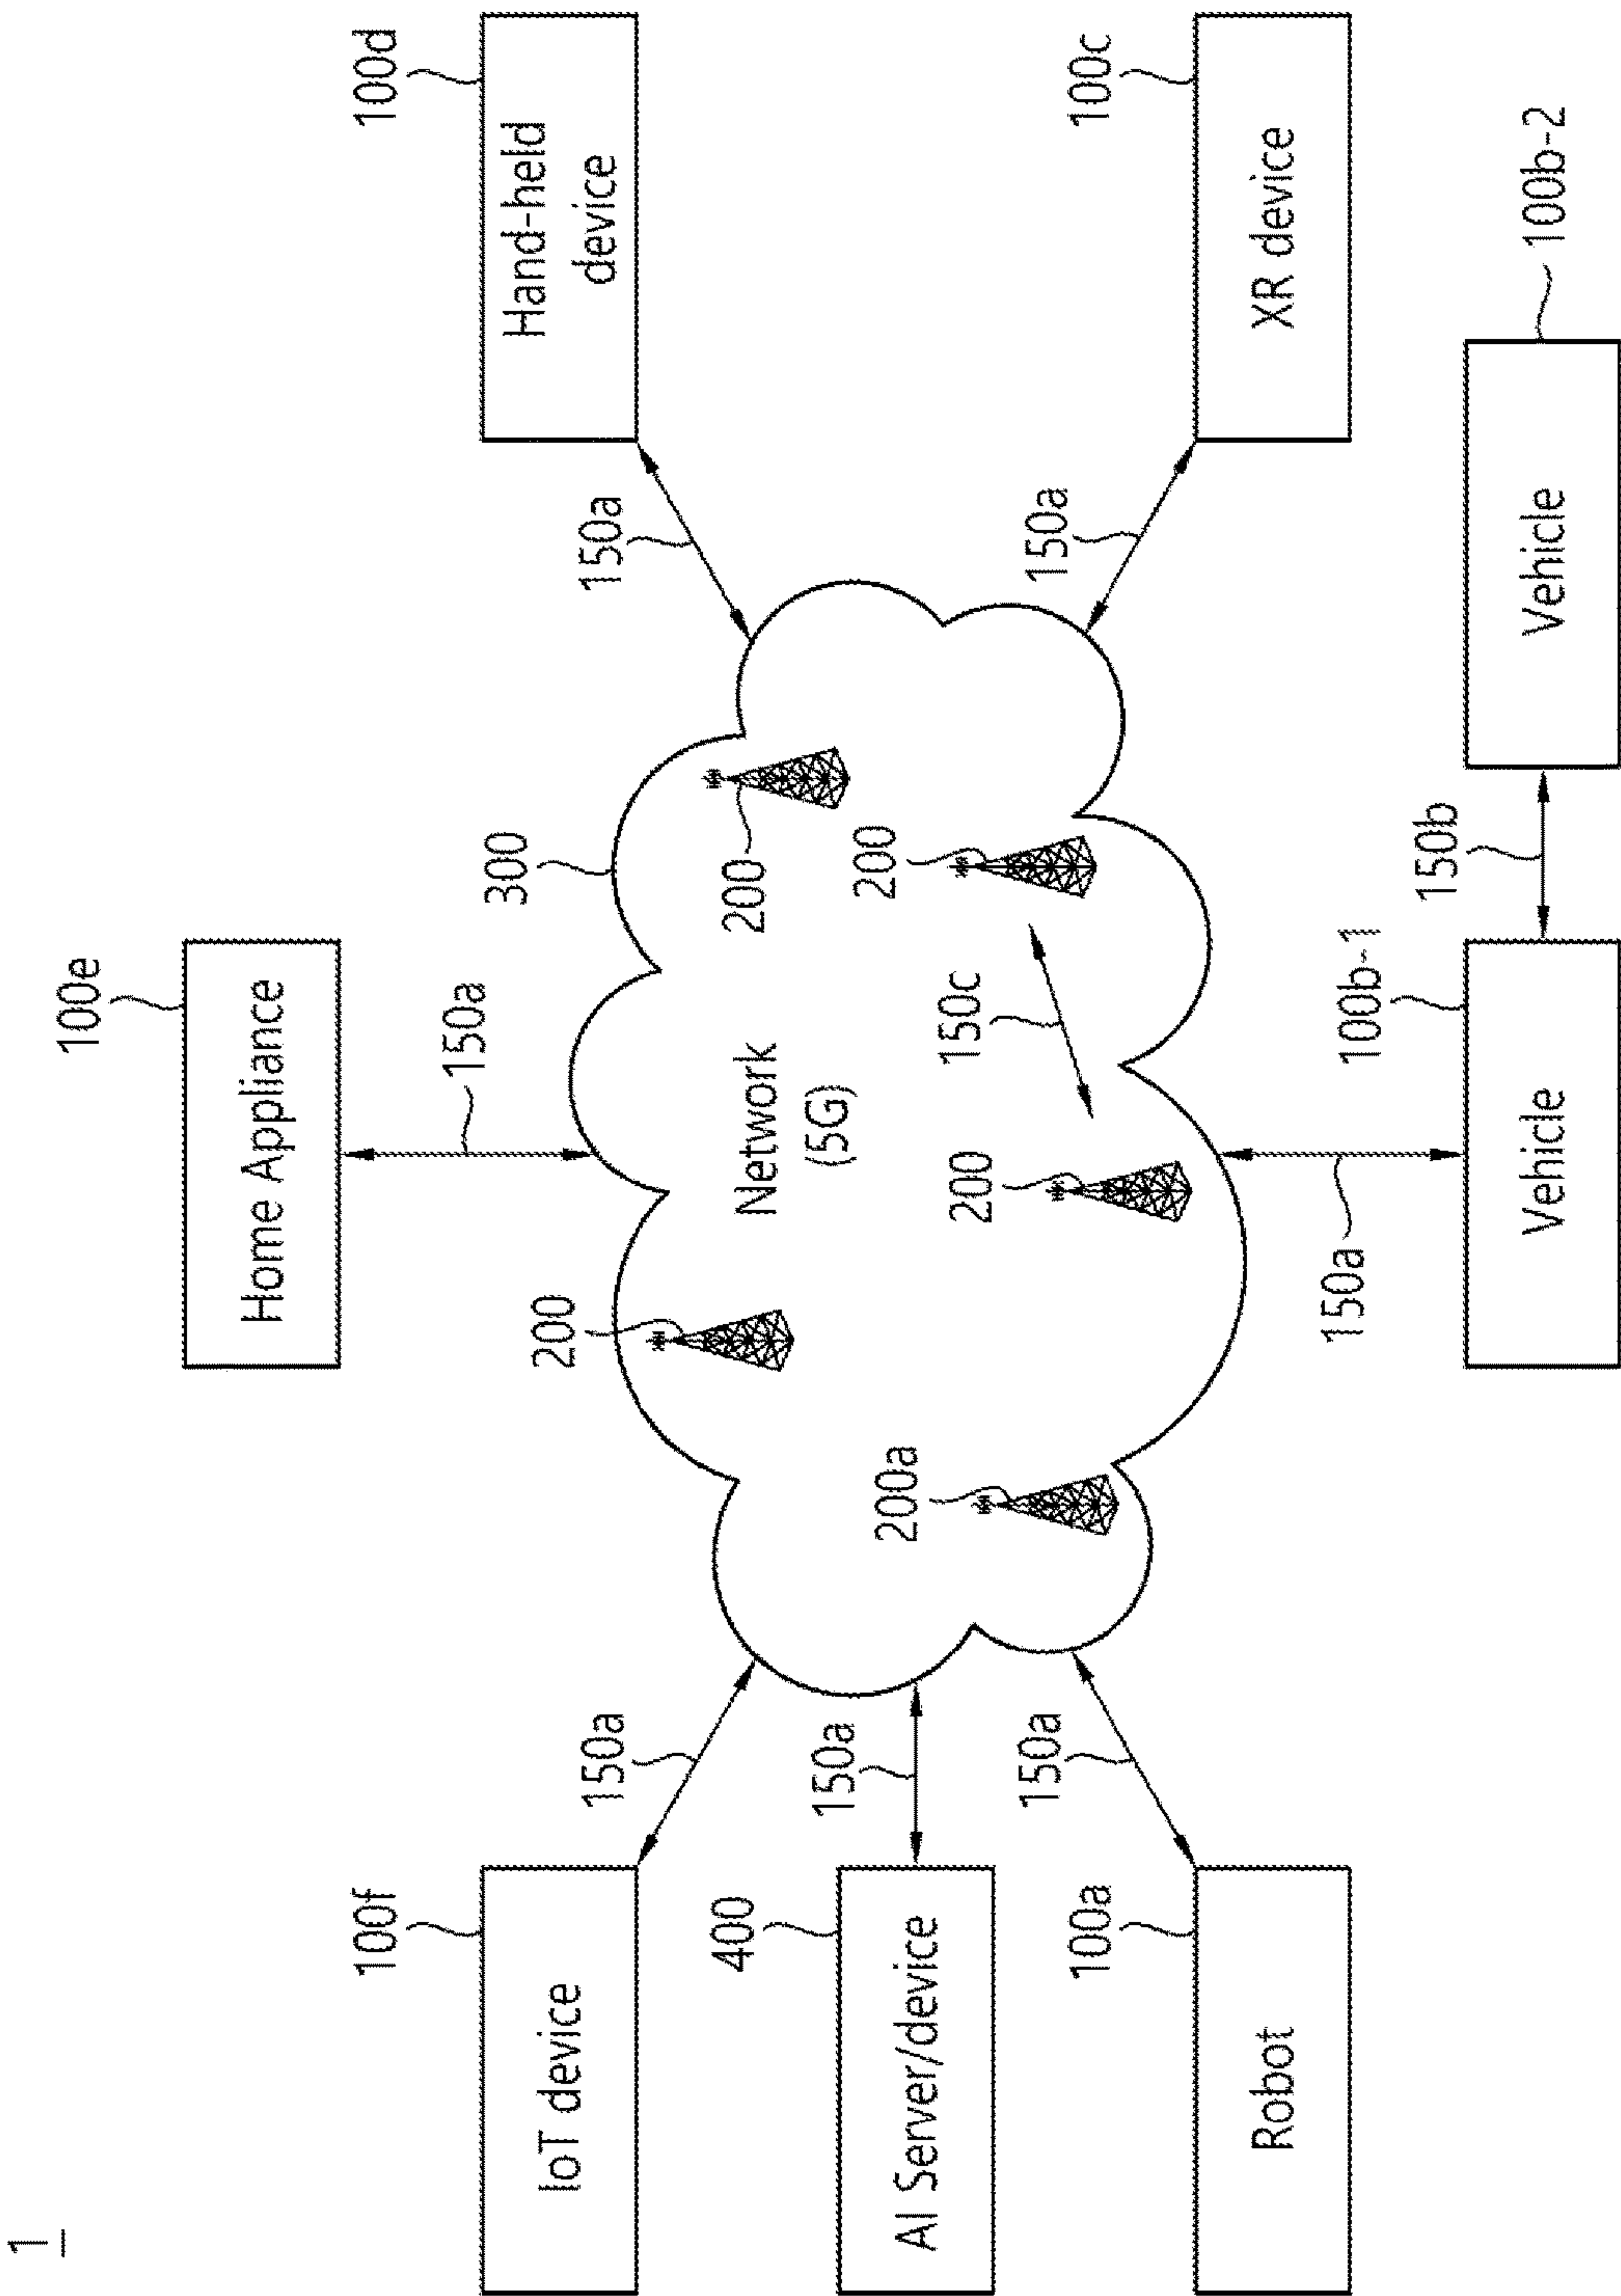 1
100e
Home Appliance
150a
100f
IoT device
150a
300
100d
Hand-held
device
150a
200
200
Network
(5G)
400
AI Server/device
150a
200a
200
150c
200
100a
Robot
150a
150a
100c
XR device
150a
100b-1
Vehicle
150b
100b-2
Vehicle